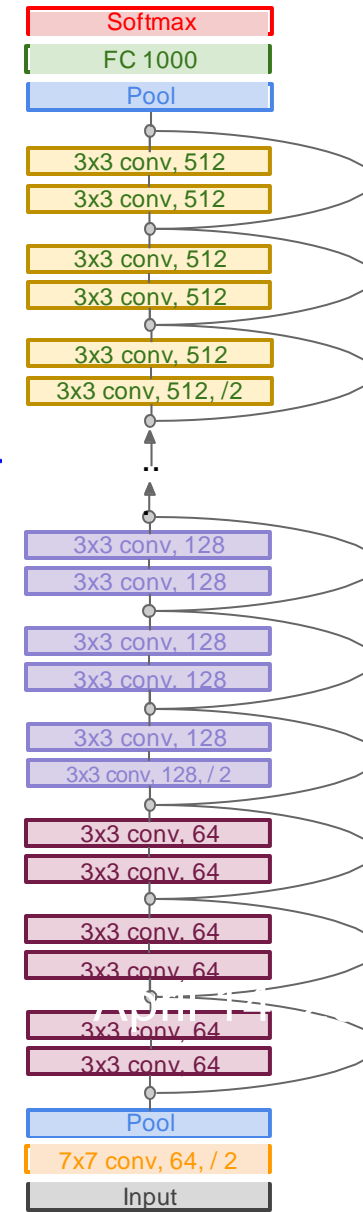 Softmax
FC 1000
Pool
3x3 conv, 512
3x3 conv, 512
3x3 conv, 512
3x3 conv, 512
3x3 conv, 512
3x3 conv, 512, /2
..
.
3x3 conv, 128
3x3 conv, 128
3x3 conv, 128
3x3 conv, 128
3x3 conv, 128
3x3 conv, 128, / 2
3x3 conv, 64
3x3 conv, 64
3x3 conv, 64
3x3 conv, 64
April 14
3x3 conv, 64
3x3 conv, 64
Pool
7x7 conv, 64, / 2
Input